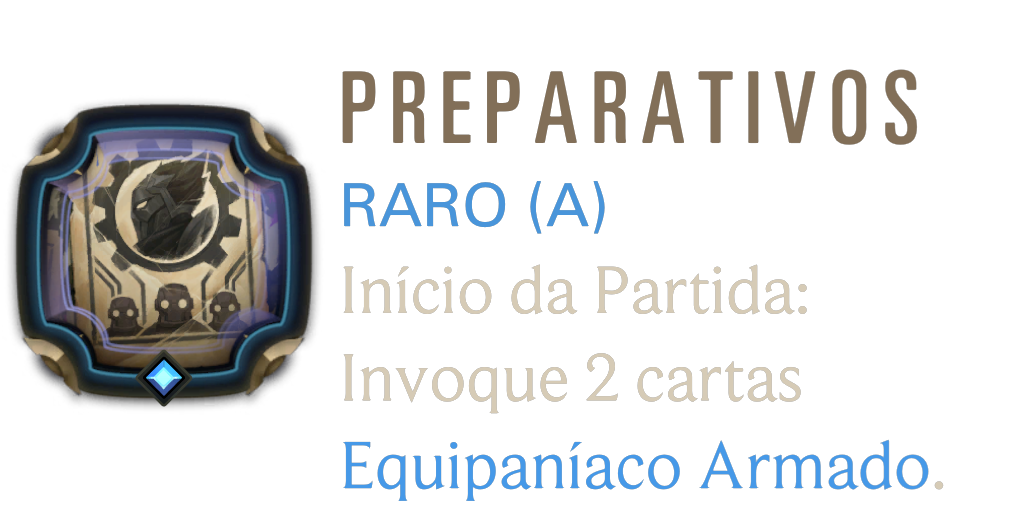 PREPARATIVOS
RARO (A)
Início da Partida:
Invoque 2 cartas
Equipaníaco Armado.